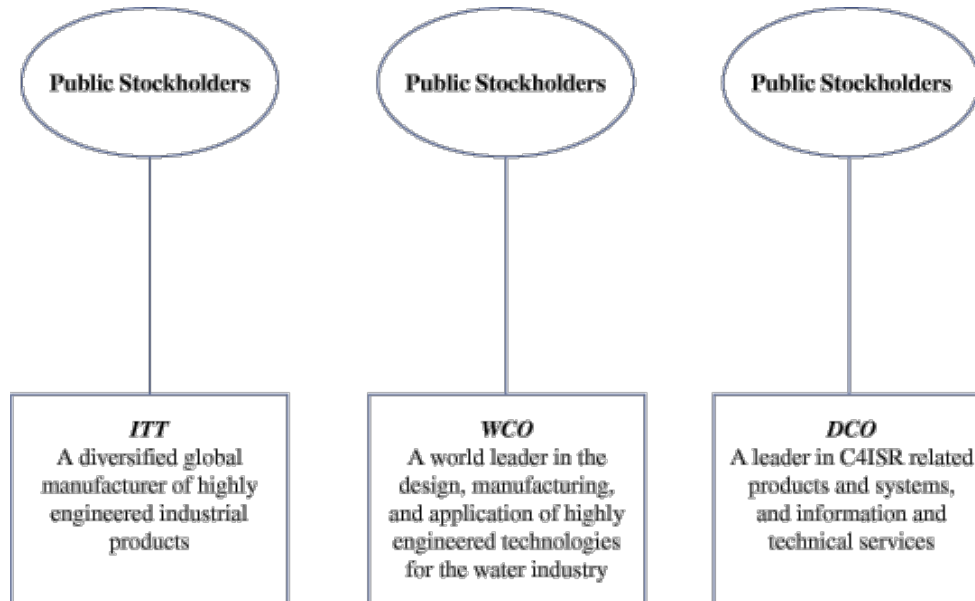 Public Stockholders
Public Stockholders
Public Stockholders
ITT
A diversified global
manufacturer of highly
engineered industrial
products
WCO
A world leader in the
design, manufacturing,
and application of highly
engineered technologies
for the water industry
DCO
A leader in C4ISR related
products and systems,
and information and
technical services